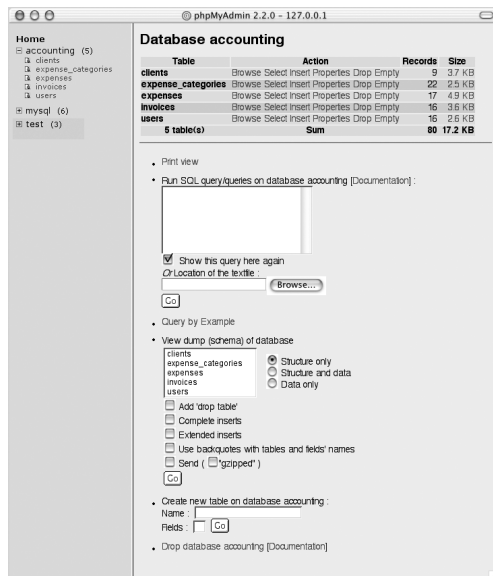 phpMyAdmin 2.2.0 - 127.0.0.1
Home
accounting (5)
clients
expense_categories
expenses
invoices
users
mysql (6)
test (3)
Database accounting
Table Action Records Size
clients Browse Select Insert Properties Drop Empty 9 3.7 KB
expense_categories Browse Select Insert Properties Drop Empty 22 2.5 KB
expenses Browse Select Insert Properties Drop Empty 17 4.9 KB
invoices Browse Select Insert Properties Drop Empty 16 3.6 KB
users Browse Select Insert Properties Drop Empty 16 2.6 KB
5 table(s) Sum 80 17.2 KB
Print view
Run SQL query/queries on database accounting [Documentation] :
Show this query here again
Or Location of the textfile :
Browse...
Go
Query by Example
View dump (schema) of database
clients
expense_categories
expenses
invoices
users
Structure only
Structure and data
Data only
Add 'drop table'
Complete inserts
Extended inserts
Use backquotes with tables and fields' names
Send ( "gzipped" )
Go
Create new table on database accounting :
Name :
Fields : Go
Drop database accounting [Documentation]